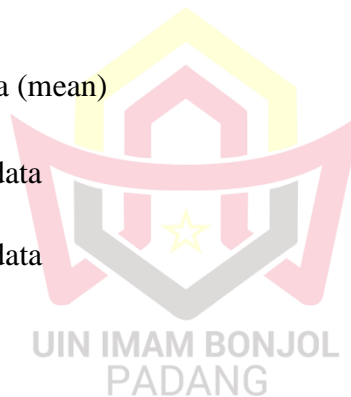 a (mean)
data
data
UIN IMAM BONJOL
PADANG